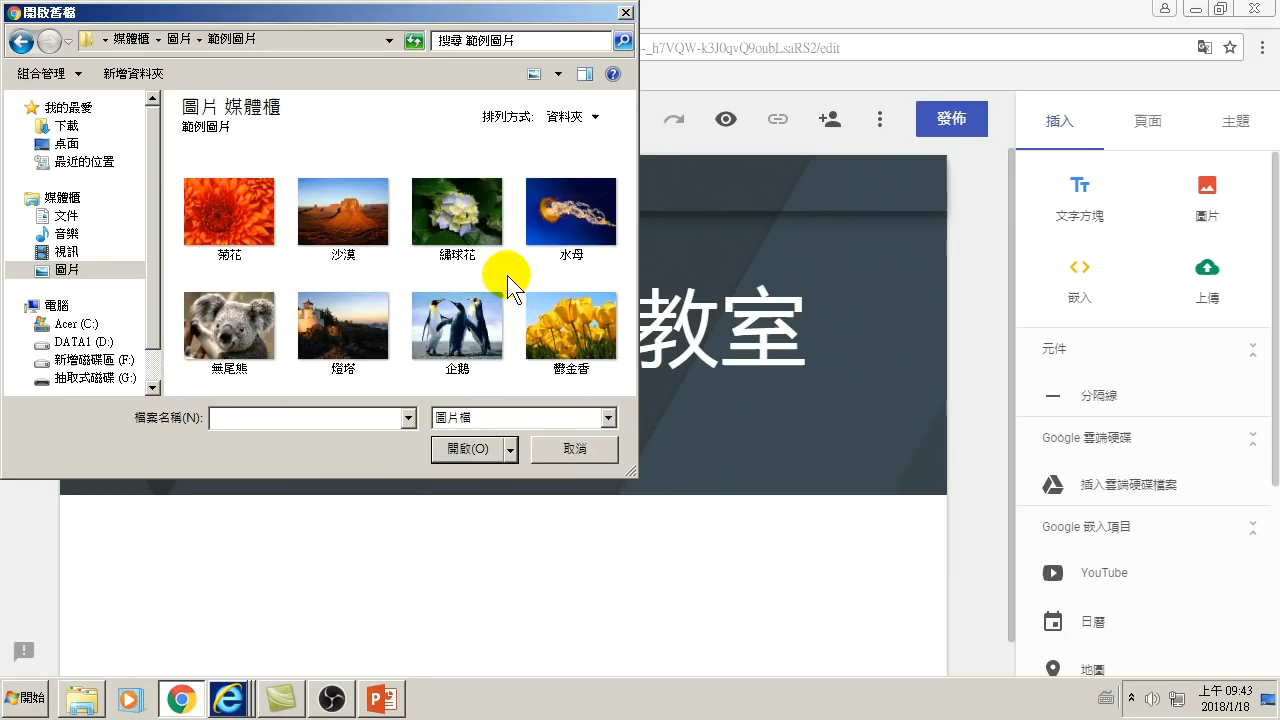 開啟舊檔
媒體櫃 圖片 範例圖片
搜尋 範例圖片
組合管理
新增資料夾
我的最愛
下載
桌面
最近的位置
媒體櫃
文件
音樂
視訊
圖片
電腦
Acer (C:)
DATA1 (D:)
新增磁碟區 (F:)
抽取式磁碟 (G:)
圖片 媒體櫃
範例圖片
排列方式: 資料夾
菊花
沙漠
繡球花
水母
無尾熊
燈塔
企鵝
鬱金香
檔案名稱(N):
圖片檔
開啟(O)
取消
-_h7VQW-k3J0qvQ9oubLsaRS2/edit
發佈
教室
插入
頁面
主題
文字方塊
圖片
嵌入
上傳
元件
分隔線
Google 雲端硬碟
插入雲端硬碟檔案
Google 嵌入項目
YouTube
日曆
地圖
開始
上午 09:43
2018/1/18